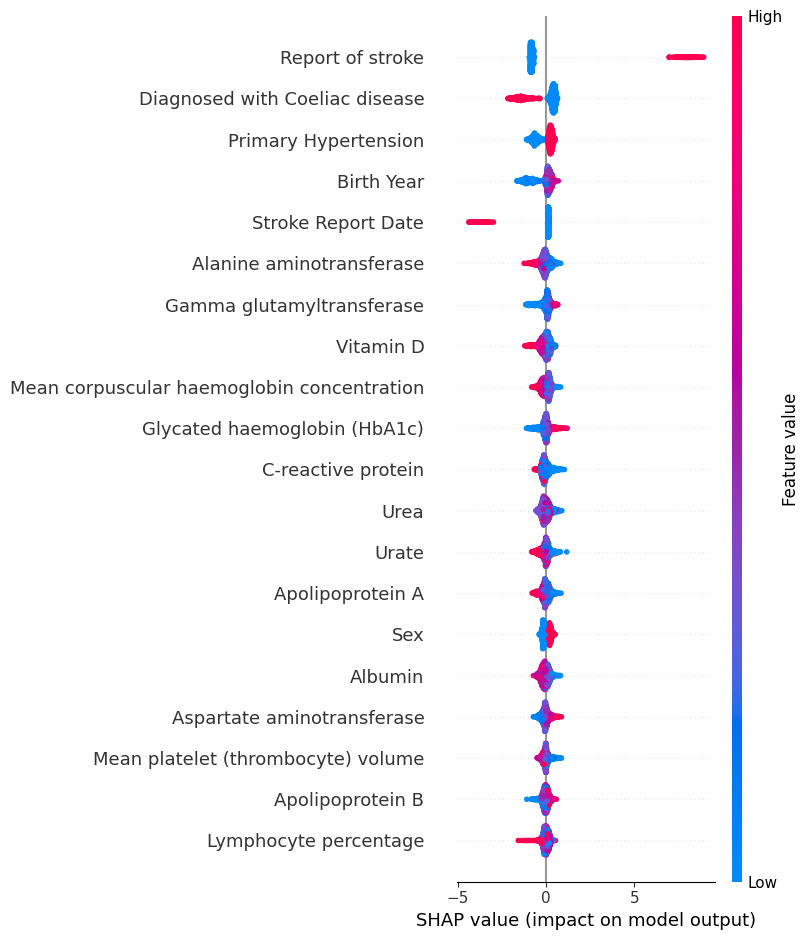 High
Report of stroke
Diagnosed with Coeliac disease
Primary Hypertension
Birth Year
Stroke Report Date
Alanine aminotransferase
Gamma glutamyltransferase
Vitamin D
Mean corpuscular haemoglobin concentration
Glycated haemoglobin (HbA1c)
C-reactive protein
Urea
Urate
Apolipoprotein A
Sex
Albumin
Aspartate aminotransferase
Mean platelet (thrombocyte) volume
Apolipoprotein B
Lymphocyte percentage
Feature value
Low
−5 0 5
SHAP value (impact on model output)